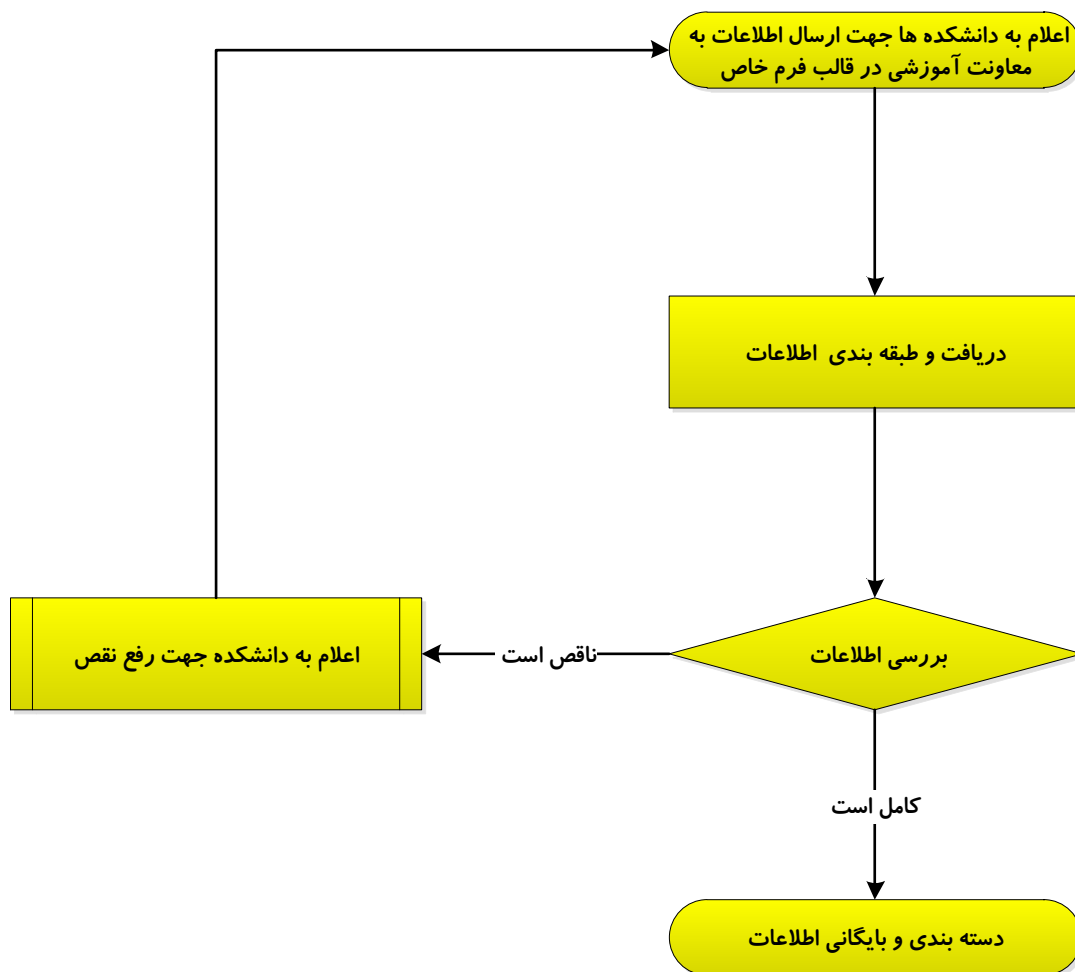 اعلام به دانشکده ها جهت ارسال اطلاعات به
معاونت آموزشی در قالب فرم خاص
دریافت و طبقه بندی اطلاعات
بررسی اطلاعات
ناقص است
اعلام به دانشکده جهت رفع نقص
کامل است
دسته بندی و بایگانی اطلاعات